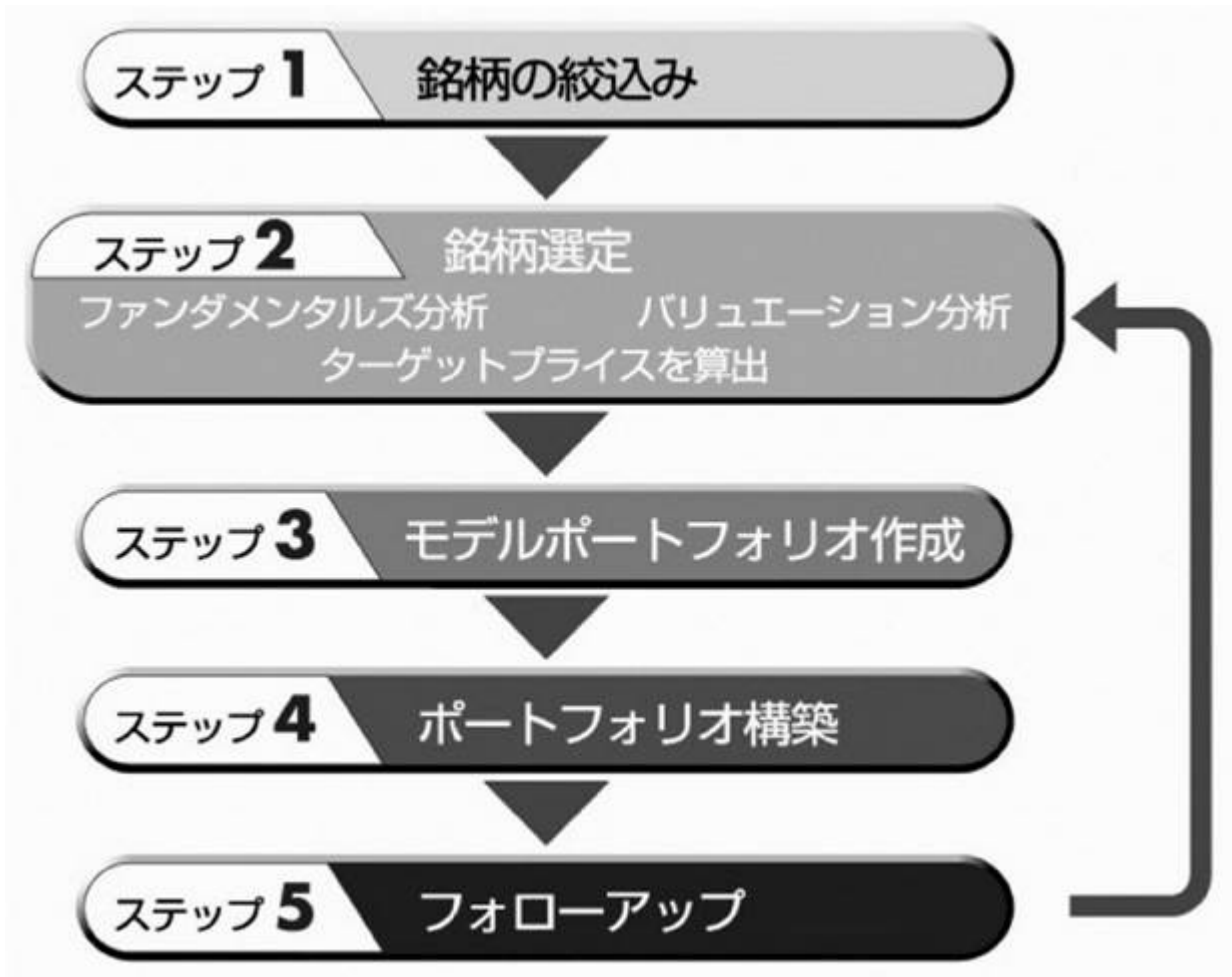 ステップ1 銘柄の絞込み
ステップ2 銘柄選定
ファンダメンタルズ分析 バリュエーション分析
ターゲットプライスを算出
ステップ3 モデルポートフォリオ作成
ステップ4 ポートフォリオ構築
ステップ5 フォローアップ